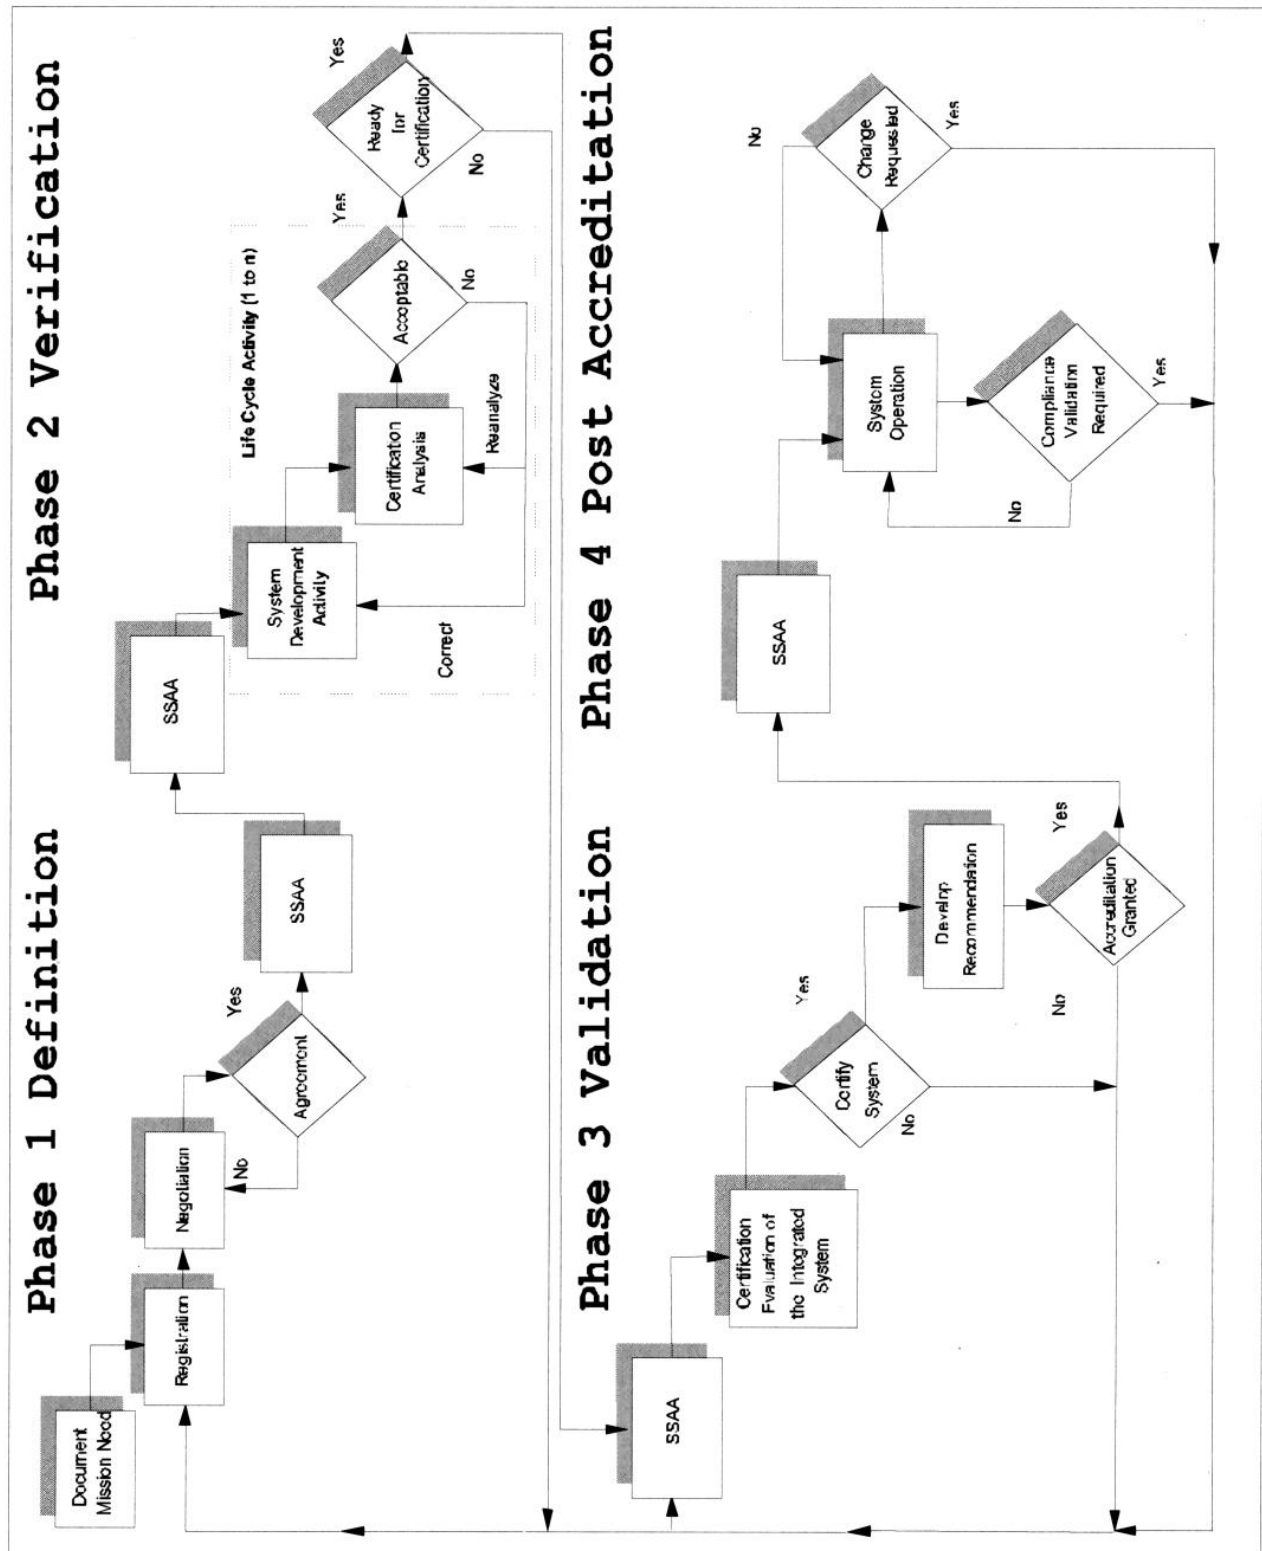 Phase 1 Definition
Document
Mission Need
Registration
Negotiation
No
Agreement
Yes
SSAA
Phase 2 Verification
SSAA
Life Cycle Activity (1 to n)
System
Development
Activity
Correct
Certification
Analysis
Reanalyze
Acceptable
No
Yes
Ready
for
Certification
No
Yes
Phase 3 Validation
SSAA
Certification
Evaluation of
the Integrated
System
Certify
System
No
Yes
Develop
Recommendation
Accreditation
Granted
No
Yes
Phase 4 Post Accreditation
SSAA
System
Operation
No
Compliance
Validation
Required
Yes
Change
Requested
No
Yes